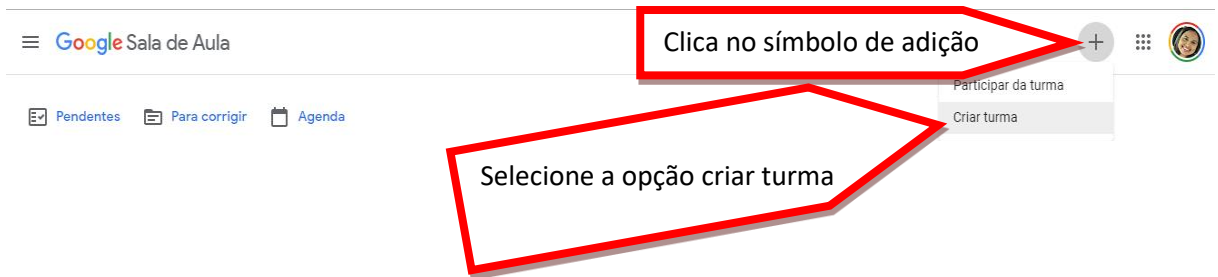 Google Sala de Aula
Clica no símbolo de adição
+
Participar da turma
Pendentes Para corrigir Agenda
Criar turma
Selecione a opção criar turma